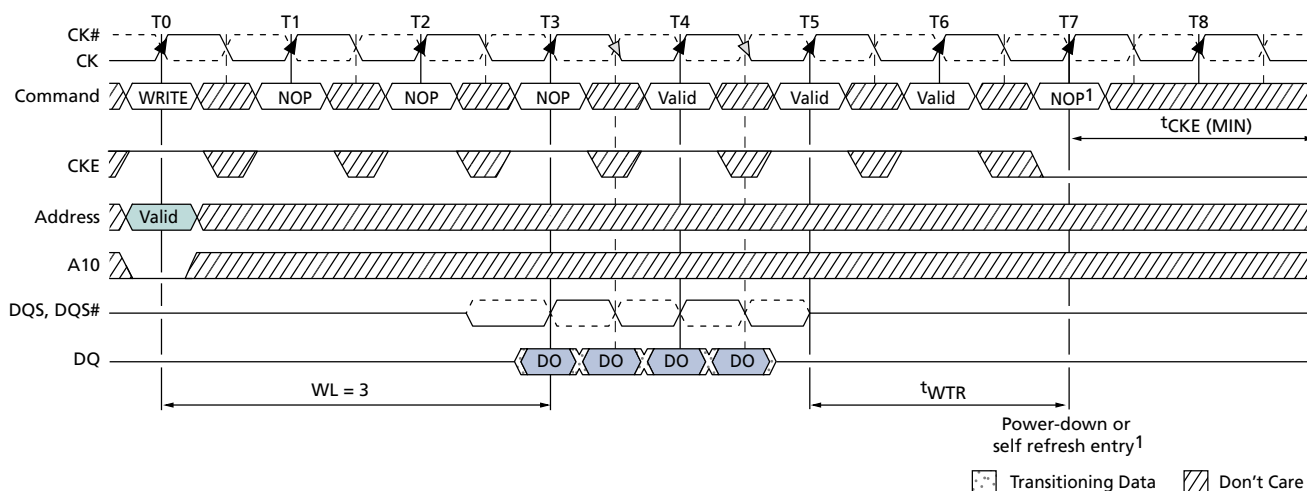 T0 T1 T2 T3 T4 T5 T6 T7 T8
CK#
CK
Command WRITE NOP NOP NOP Valid Valid Valid NOP1
tCKE (MIN)
CKE
Address Valid
A10
DQS, DQS#
DQ DO DO DO DO
WL = 3 tWTR
Power-down or
self refresh entry1
Transitioning Data Don't Care